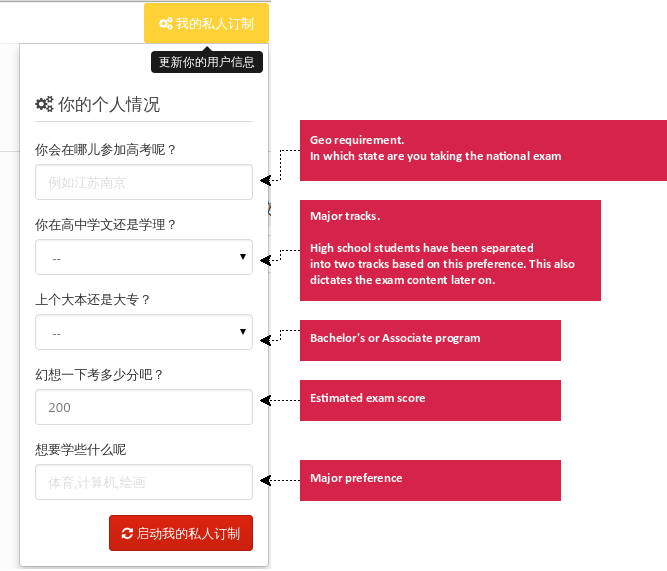 我的私人订制
更新你的用户信息
你的个人情况
你会在哪儿参加高考呢？
例如江苏南京
Geo requirement.
In which state are you taking the national exam
你在高中学文还是学理？
--
Major tracks.
High school students have been separated
into two tracks based on this preference. This also
dictates the exam content later on.
上个大本还是大专？
--
Bachelor's or Associate program
幻想一下考多少分吧？
200
Estimated exam score
想要学些什么呢
体育,计算机,绘画
Major preference
启动我的私人订制